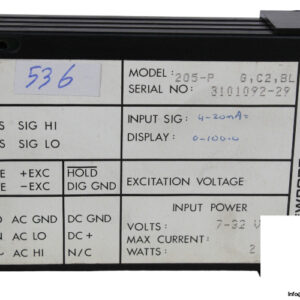 536
MODEL: 205-P G,C2,BL
SERIAL NO: 3101092-29
S SIG HI
S SIG LO
INPUT SIG: 4-20mA
DISPLAY: 0-100.0
E +EXC HOLD
E -EXC DIG GND
EXCITATION VOLTAGE
AC GND DC GND
AC LO DC +
~ AC HI N/C
INPUT POWER
VOLTS: 7-32 V
MAX CURRENT:
WATTS: 2